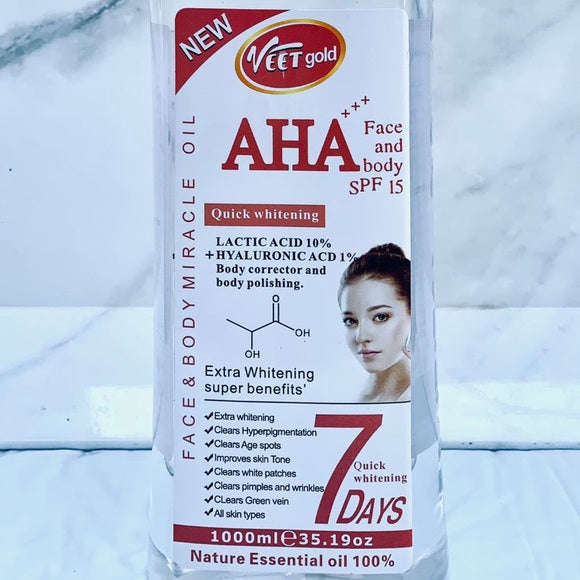 NEW
VEET gold
FACE & BODY MIRACLE OIL
AHA+++
Face
and
body
SPF 15
Quick whitening
LACTIC ACID 10%
+HYALURONIC ACD 1%
Body corrector and
body polishing.
O
OH
OH
Extra Whitening
super benefits'
✓Extra whitening
✓Clears Hyperpigmentation
✓Clears Age spots
✓Improves skin Tone
✓Clears white patches
✓Clears pimples and wrinkles
✓CLears Green vein
✓All skin types
7
Quick
whitening
DAYS
1000ml℮35.19oz
Nature Essential oil 100%